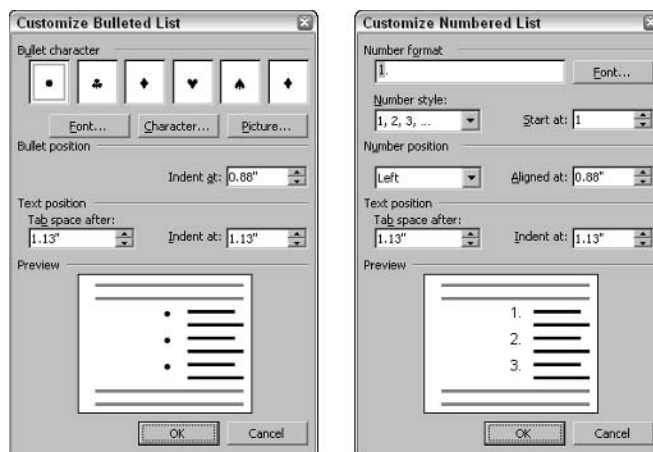 Customize Bulleted List
Bullet character
Font... Character... Picture...
Bullet position
Indent at: 0.88"
Text position
Tab space after:
1.13" Indent at: 1.13"
Preview
OK Cancel
Customize Numbered List
Number format
1. Font...
Number style:
1, 2, 3, ... Start at: 1
Number position
Left Aligned at: 0.88"
Text position
Tab space after:
1.13" Indent at: 1.13"
Preview
1.
2.
3.
OK Cancel